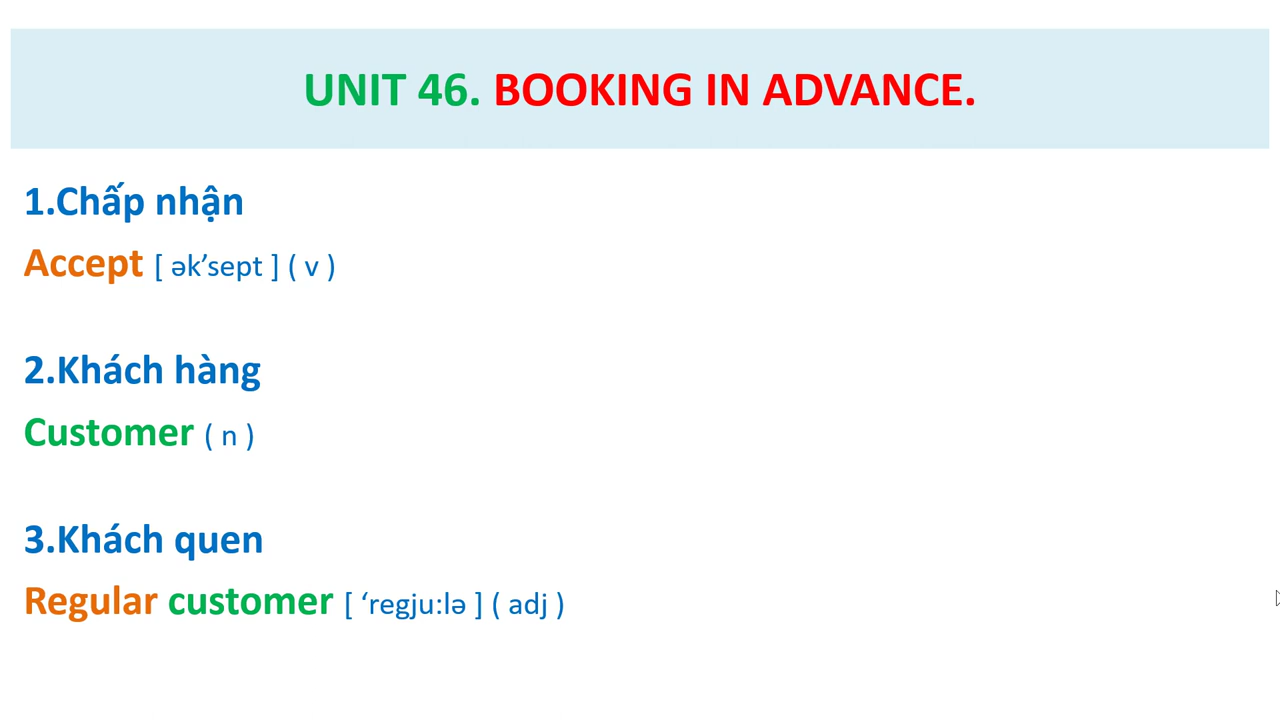 UNIT 46. BOOKING IN ADVANCE.
1.Chấp nhận
Accept [ ək’sept ] ( v )
2.Khách hàng
Customer ( n )
3.Khách quen
Regular customer [ ‘regju:lə ] ( adj )